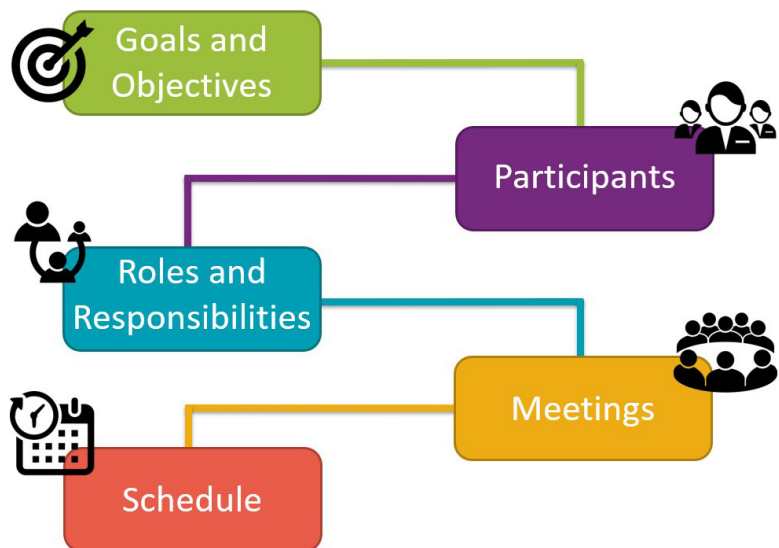 Goals and
Objectives
Participants
Roles and
Responsibilities
Meetings
Schedule